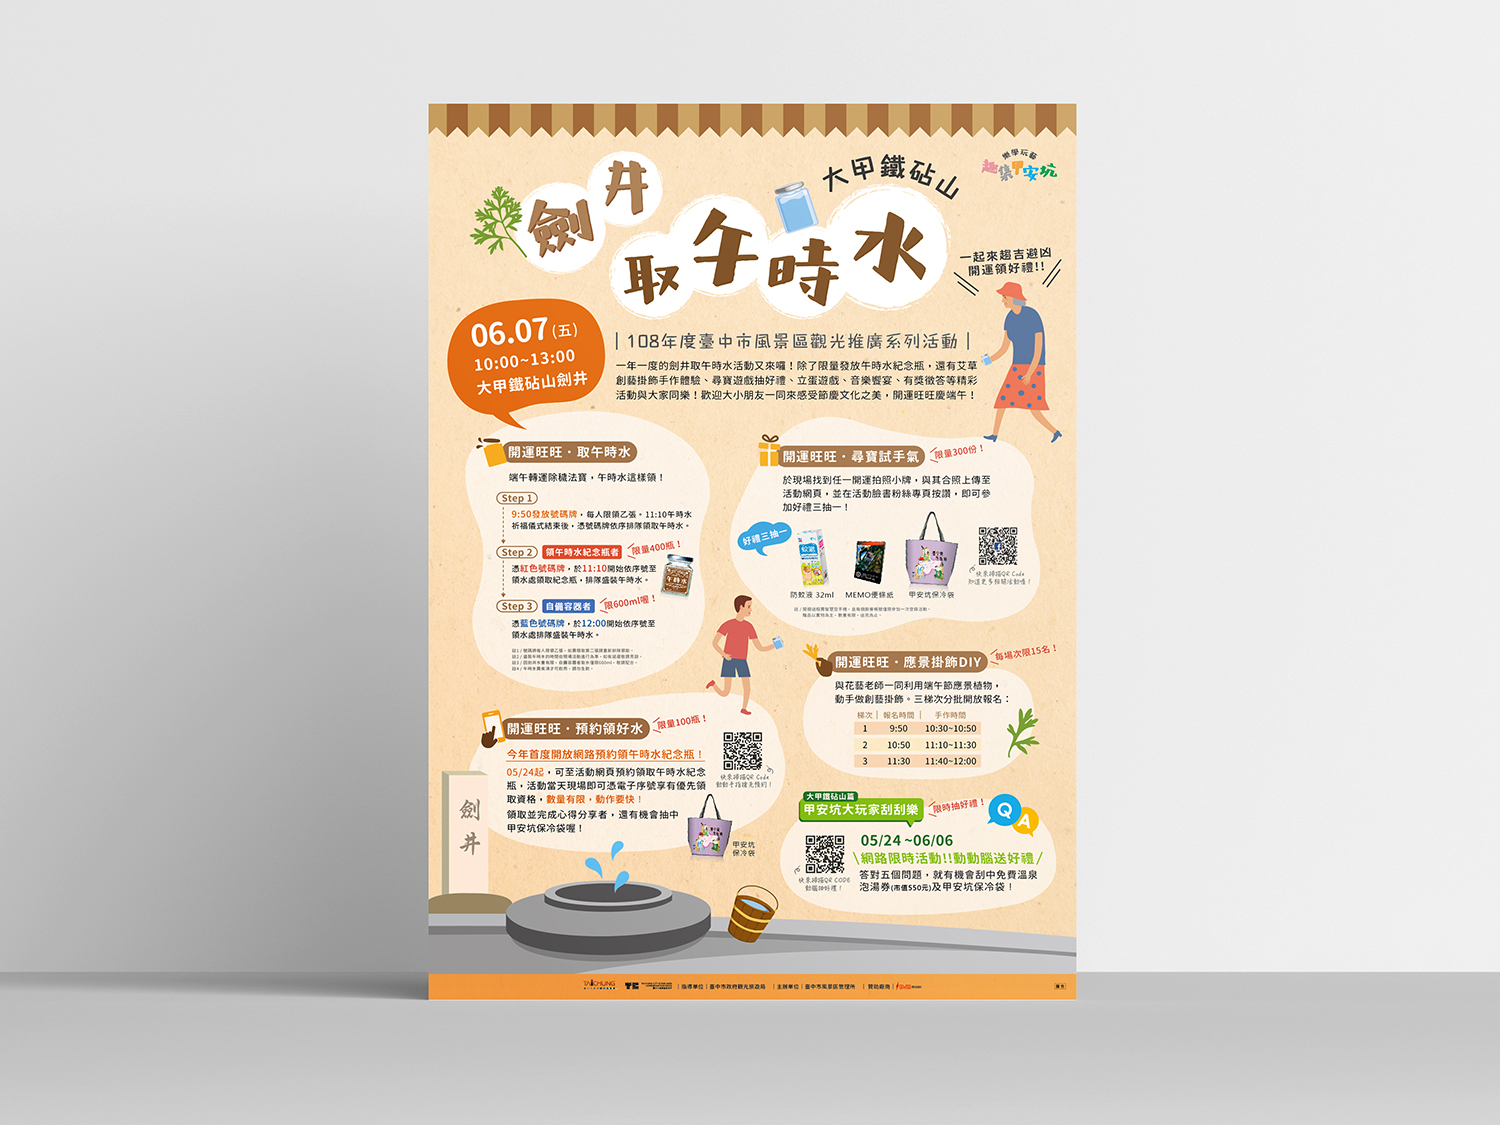 樂學玩藝
趣集甲安坑
大甲鐵砧山
劍井
取午時水
一起來趨吉避凶
開運領好禮!!
06.07(五)
10:00~13:00
大甲鐵砧山劍井
|108年度臺中市風景區觀光推廣系列活動|
一年一度的劍井取午時水活動又來囉！除了限量發放午時水紀念瓶，還有艾草
創藝掛飾手作體驗、尋寶遊戲抽好禮、立蛋遊戲、音樂饗宴、有獎徵答等精彩
活動與大家同樂！歡迎大小朋友一同來感受節慶文化之美，開運旺旺慶端午！
開運旺旺・取午時水
端午轉運除穢法寶，午時水這樣領！
Step 1
9:50發放號碼牌，每人限領乙張。11:10午時水
祈福儀式結束後，憑號碼牌依序排隊領取午時水。
Step 2 領午時水紀念瓶者 限量400瓶！
憑紅色號碼牌，於11:10開始依序號至
領水處領取紀念瓶，排隊盛裝午時水。
午時水
Step 3 自備容器者 限600ml喔！
憑藍色號碼牌，於12:00開始依序號至
領水處排隊盛裝午時水。
開運旺旺・尋寶試手氣 限量300份！
於現場找到任一開運拍照小牌，與其合照上傳至
活動網頁，並在活動臉書粉絲專頁按讚，即可參
加好禮三抽一！
好禮三抽一
防蚊液 32ml
MEMO便條紙
甲安坑保冷袋
快來掃描QR Code
知道更多相關活動喔！
開運旺旺・應景掛飾DIY 每場次限15名！
與花藝老師一同利用端午節應景植物，
動手做創藝掛飾。三梯次分批開放報名：
梯次 | 報名時間 | 手作時間
1 9:50 10:30~10:50
2 10:50 11:10~11:30
3 11:30 11:40~12:00
開運旺旺・預約領好水 限量100瓶！
今年首度開放網路預約領午時水紀念瓶！
05/24起，可至活動網頁預約領取午時水紀念
瓶，活動當天現場即可憑電子序號享有優先領
取資格，數量有限，動作要快！
領取並完成心得分享者，還有機會抽中
甲安坑保冷袋喔！
快來掃描QR Code
動動手指搶先預約！
甲安坑
保冷袋
大甲鐵砧山篇
甲安坑大玩家刮刮樂 限時抽好禮！
Q A
05/24 ~06/06
\網路限時活動!!動動腦送好禮/
答對五個問題，就有機會刮中免費溫泉
泡湯券(市值550元)及甲安坑保冷袋！
快來掃描QR CODE
動腦抽好禮！
劍井
TAICHUNG
|指導單位|臺中市政府觀光旅遊局 |主辦單位|臺中市風景區管理所 |贊助廠商|
廣告